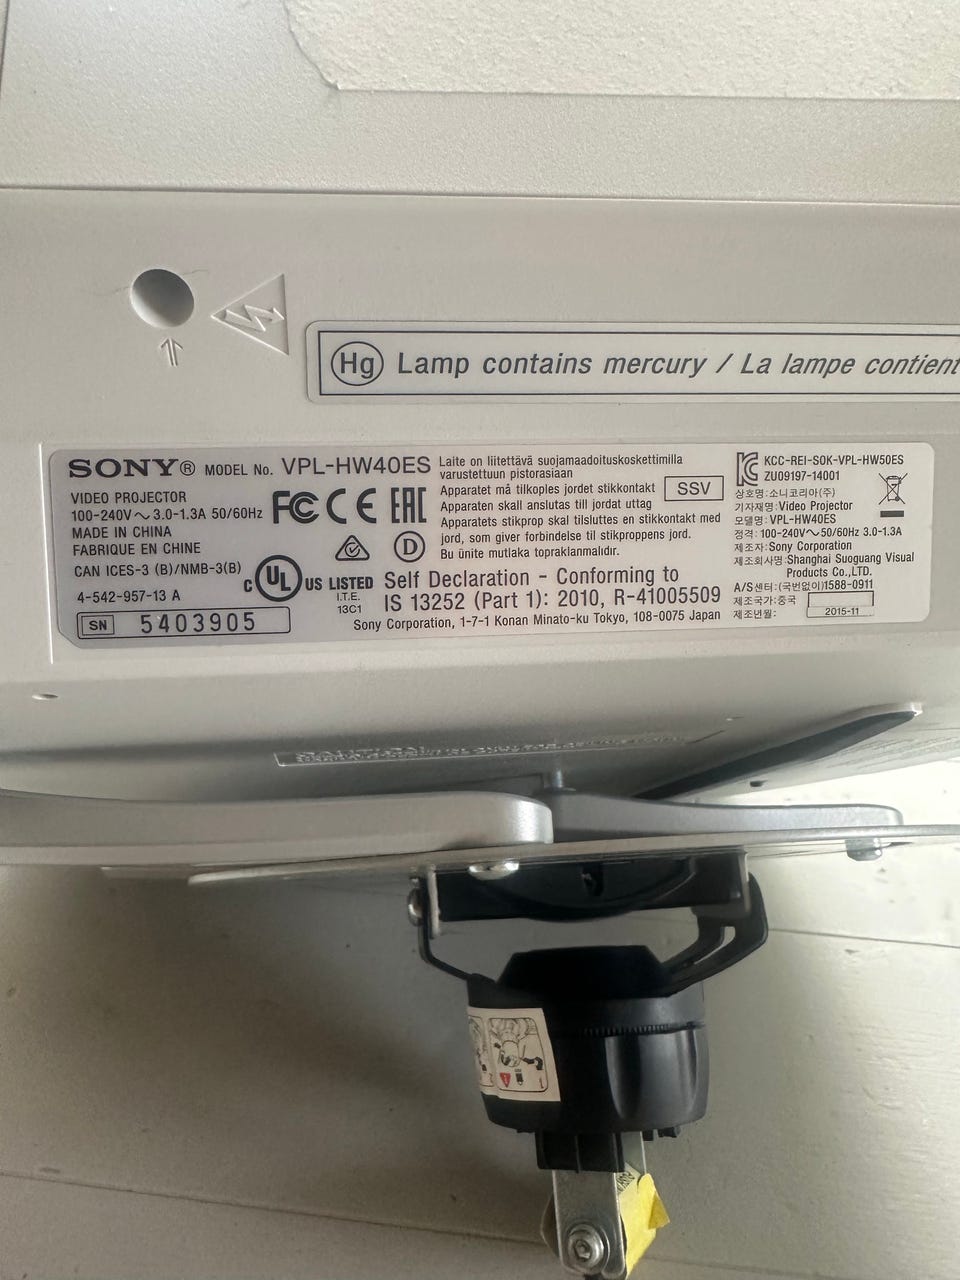 Hg Lamp contains mercury / La lampe contient
SONY® MODEL No. VPL-HW40ES
VIDEO PROJECTOR
100-240V～3.0-1.3A 50/60Hz
MADE IN CHINA
FABRIQUE EN CHINE
CAN ICES-3 (B)/NMB-3(B)
4-542-957-13 A
SN 5403905
FC CE EAC
D
c UL US LISTED
I.T.E.
13C1
Laite on liitettävä suojamaadoituskoskettimilla
varustettuun pistorasiaan
Apparatet må tilkoples jordet stikkontakt
Apparaten skall anslutas till jordat uttag
SSV
Apparatets stikprop skal tilsluttes en stikkontakt med
jord, som giver forbindelse til stikproppens jord.
Bu ünite mutlaka topraklanmalıdır.
Self Declaration - Conforming to
IS 13252 (Part 1): 2010, R-41005509
Sony Corporation, 1-7-1 Konan Minato-ku Tokyo, 108-0075 Japan
KCC-REI-SOK-VPL-HW50ES
ZU09197-14001
상호명:소니코리아(주)
기자재명:Video Projector
모델명:VPL-HW40ES
정격:100-240V～50/60Hz 3.0-1.3A
제조자:Sony Corporation
제조회사명:Shanghai Suoguang Visual
Products Co.,LTD.
A/S센터:(국번없이)1588-0911
제조국가:중국
제조년월: 2015-11